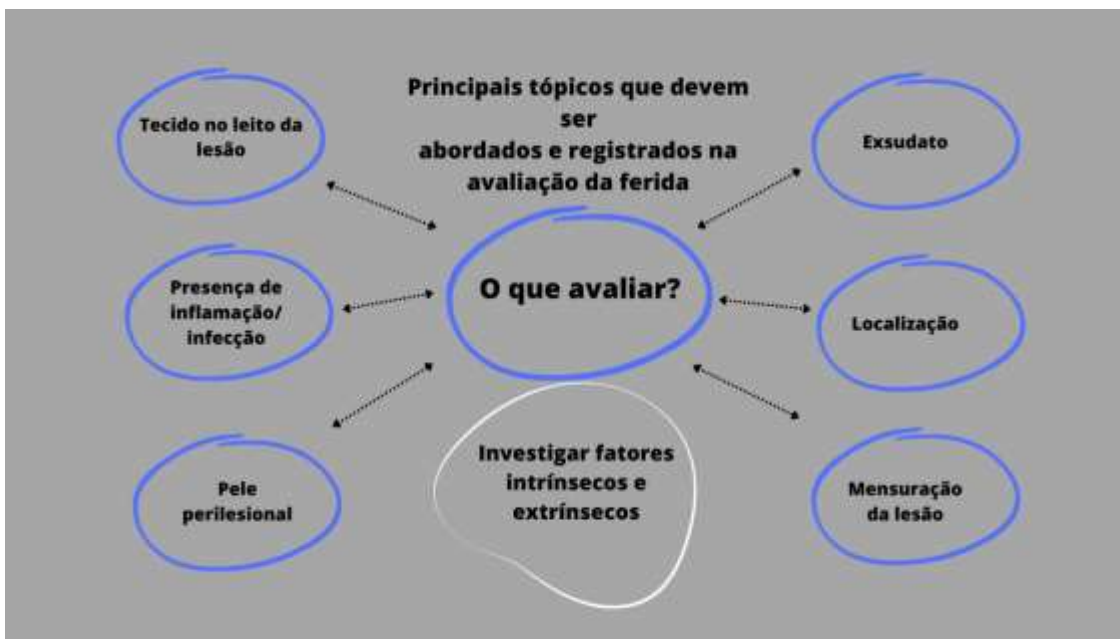 Principais tópicos que devem
ser
abordados e registrados na
avaliação da ferida
Tecido no leito da
lesão
Exsudato
O que avaliar?
Presença de
inflamação/
infecção
Localização
Pele
perilesional
Investigar fatores
intrínsecos e
extrínsecos
Mensuração
da lesão